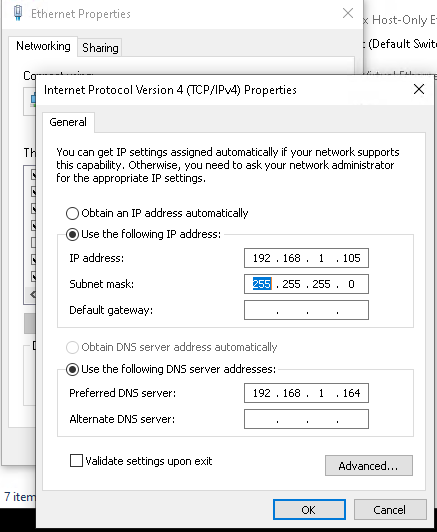 Ethernet Properties
x Host-Only E
Networking
Sharing
(Default Swit
Internet Protocol Version 4 (TCP/IPv4) Properties
General
You can get IP settings assigned automatically if your network supports
this capability. Otherwise, you need to ask your network administrator
for the appropriate IP settings.
Obtain an IP address automatically
Use the following IP address:
IP address:
192 . 168 . 1 . 105
Subnet mask:
255 . 255 . 255 . 0
Default gateway:
. . .
Obtain DNS server address automatically
Use the following DNS server addresses:
Preferred DNS server:
192 . 168 . 1 . 164
Alternate DNS server:
. . .
Validate settings upon exit
Advanced...
7 item
OK
Cancel